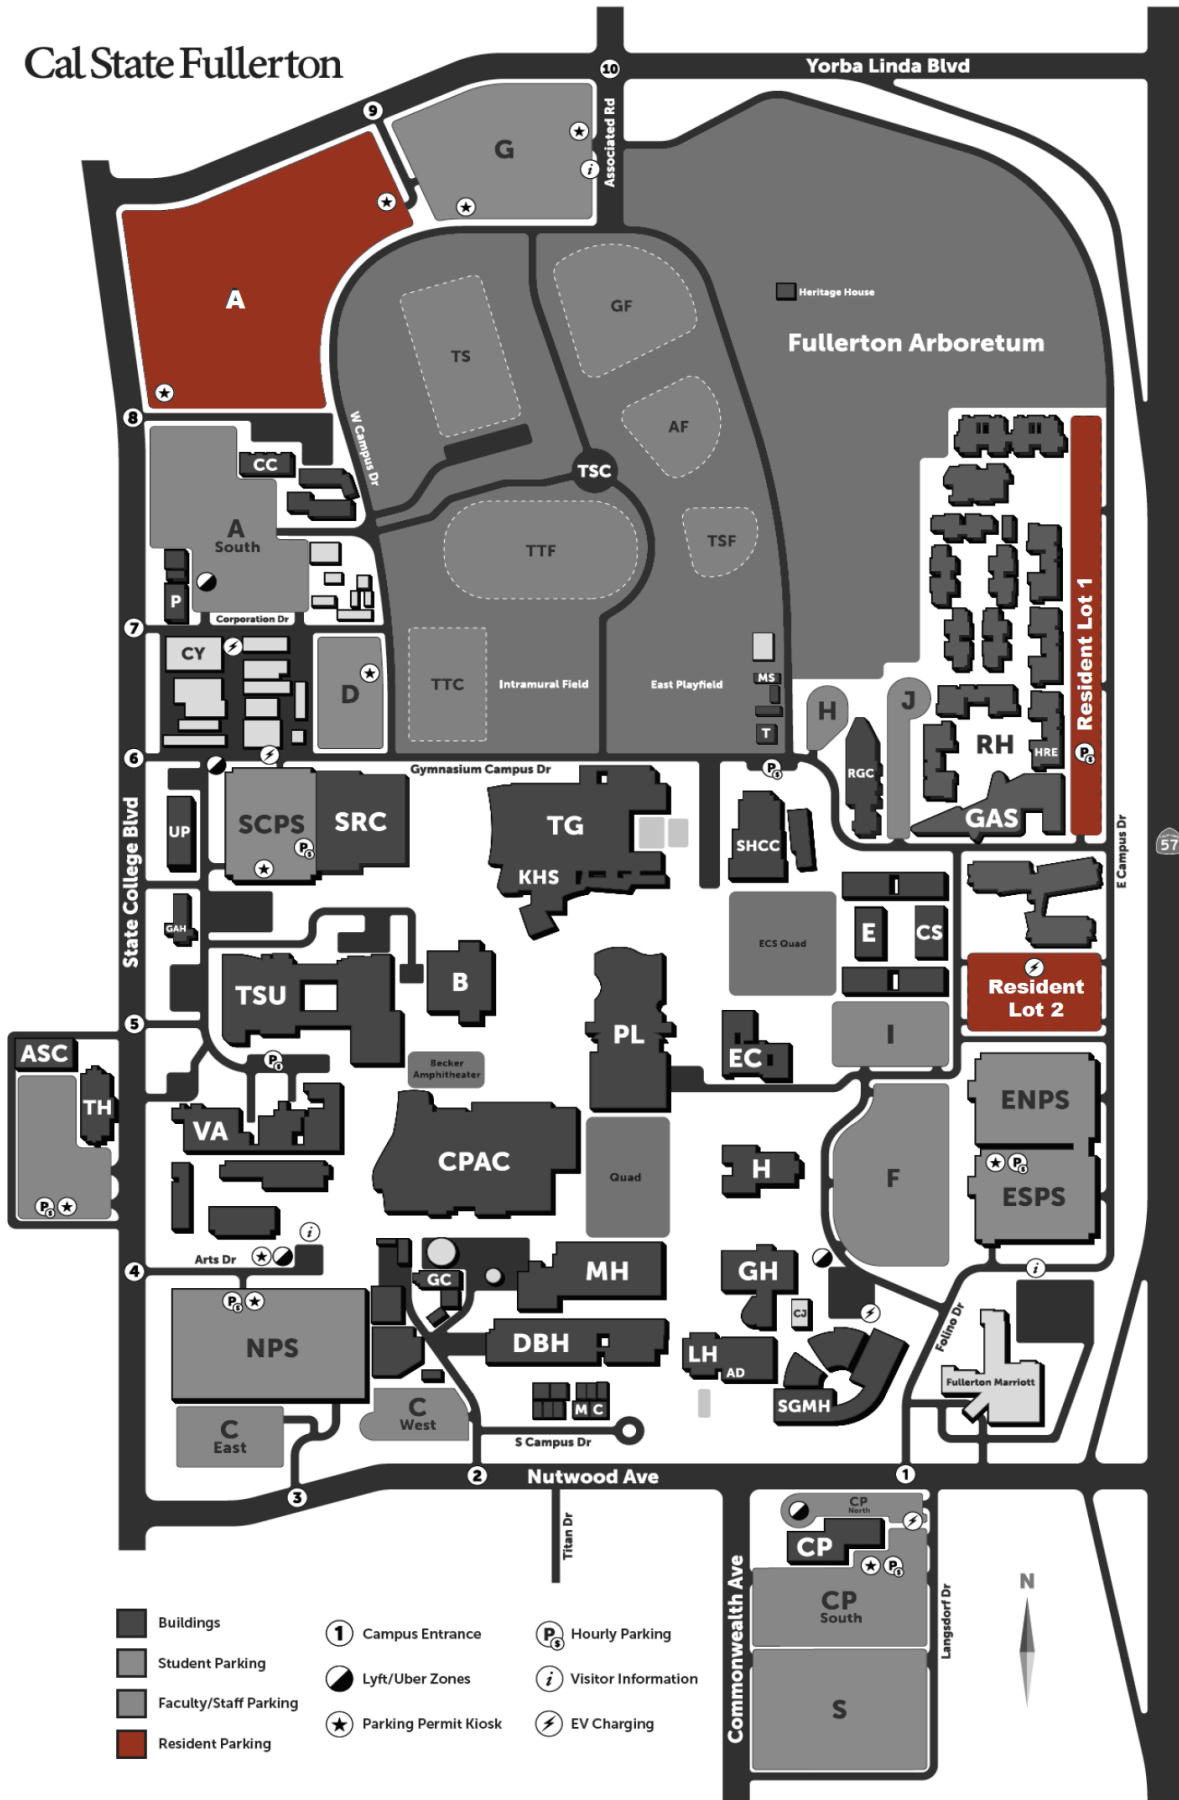 Cal State Fullerton
10
Yorba Linda Blvd
9
G
Associated Rd
i
A
Heritage House
Fullerton Arboretum
GF
TS
AF
8
W Campus Dr
CC
TSC
A
South
TTF
TSF
P
Corporation Dr
7
CY
D
TTC
Intramural Field
East Playfield
MS
T
H
J
RH
HRE
Resident Lot 1
P$
6
Gymnasium Campus Dr
P$
RGC
GAS
UP
SCPS
P$
SRC
TG
KHS
SHCC
State College Blvd
E Campus Dr
57
GAH
ECS Quad
E
CS
TSU
B
Resident
Lot 2
PL
5
ASC
P$
Becker
Amphitheater
EC
I
TH
VA
CPAC
Quad
H
F
ENPS
P$
ESPS
P$
i
4
Arts Dr
GC
MH
GH
i
CJ
P$
NPS
DBH
LH
AD
SGMH
Folino Dr
Fullerton Marriott
C
East
C
West
M C
S Campus Dr
3
2
Nutwood Ave
1
Titan Dr
CP
North
CP
P$
CP
South
Commonwealth Ave
Langsdorf Dr
S
N
Buildings
Student Parking
Faculty/Staff Parking
Resident Parking
1 Campus Entrance
Lyft/Uber Zones
Parking Permit Kiosk
P$ Hourly Parking
i Visitor Information
EV Charging